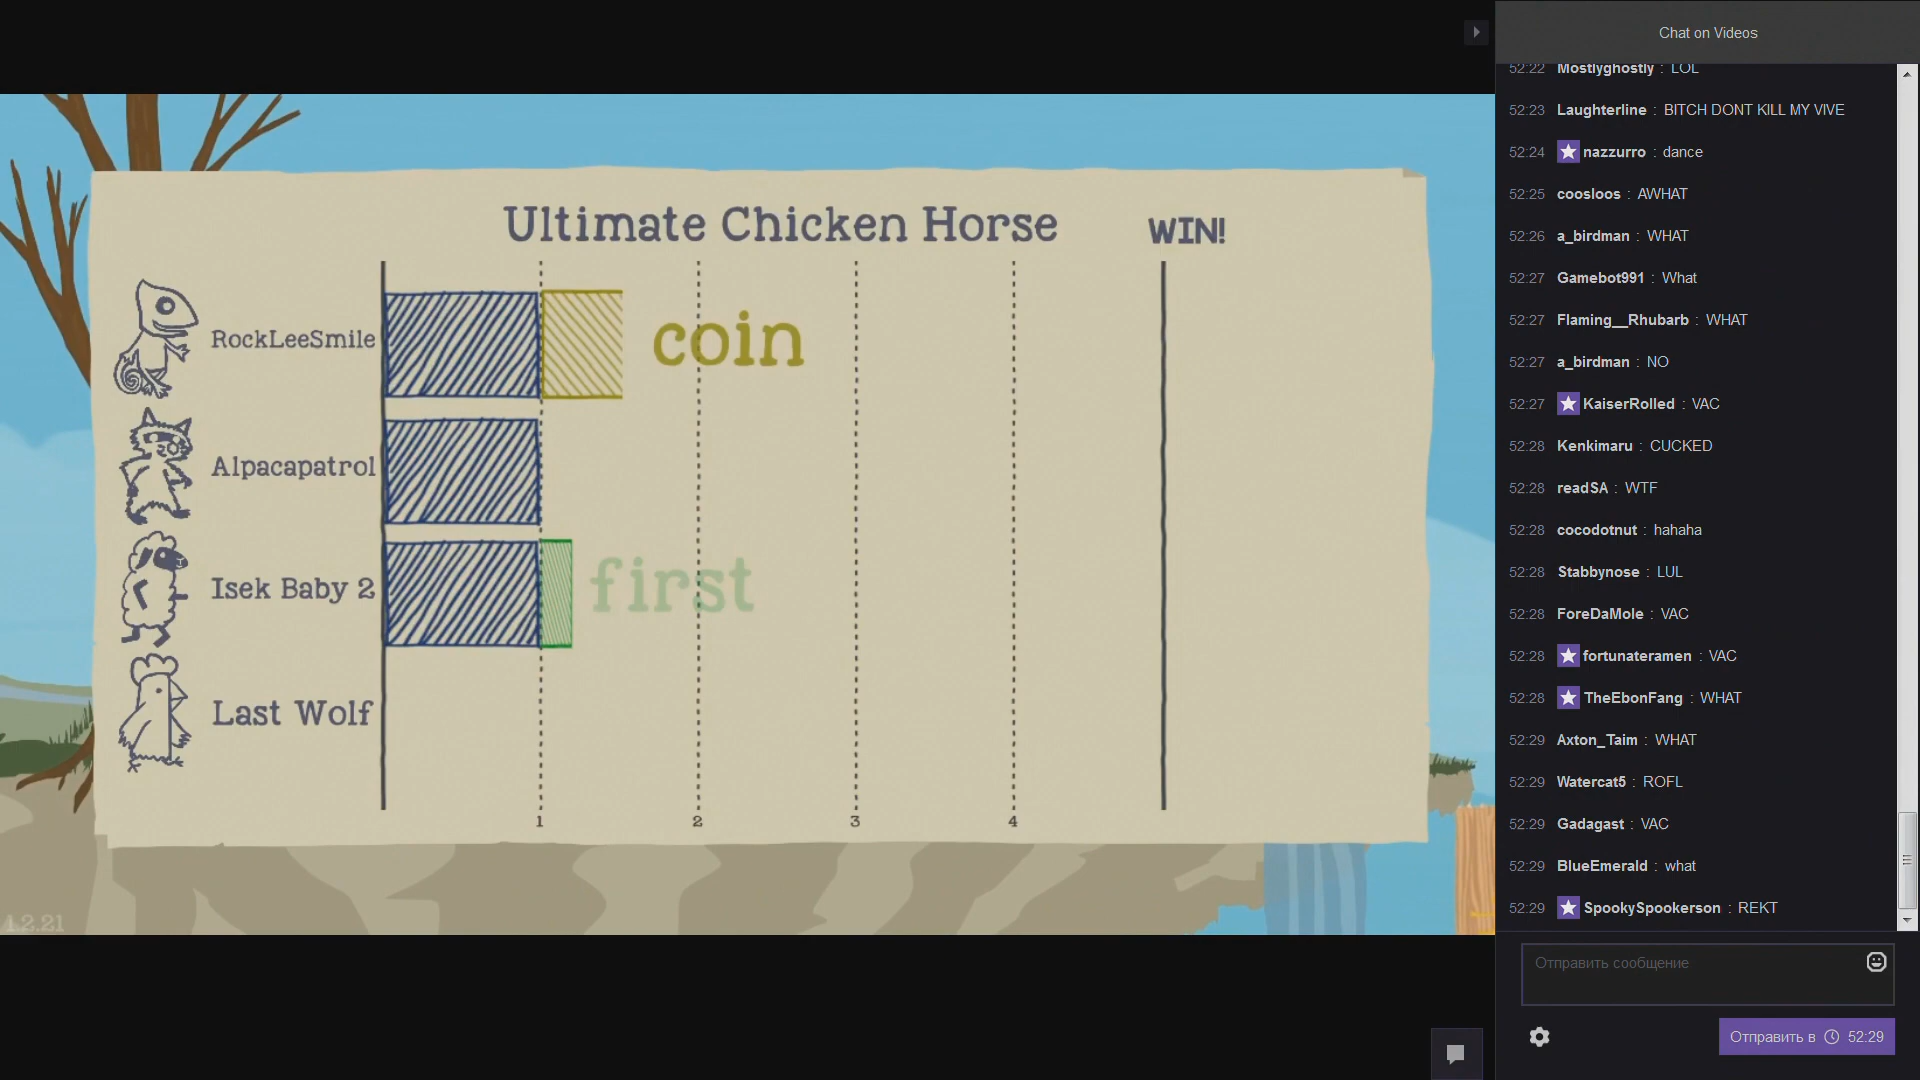 Ultimate Chicken Horse
WIN!
RockLeeSmile
coin
Alpacapatrol
Isek Baby 2
first
Last Wolf
1 2 3 4
1.2.21
Chat on Videos
52:22 Mostlyghostly : LOL
52:23 Laughterline : BITCH DONT KILL MY VIVE
52:24 nazzurro : dance
52:25 coosloos : AWHAT
52:26 a_birdman : WHAT
52:27 Gamebot991 : What
52:27 Flaming__Rhubarb : WHAT
52:27 a_birdman : NO
52:27 KaiserRolled : VAC
52:28 Kenkimaru : CUCKED
52:28 readSA : WTF
52:28 cocodotnut : hahaha
52:28 Stabbynose : LUL
52:28 ForeDaMole : VAC
52:28 fortunateramen : VAC
52:28 TheEbonFang : WHAT
52:29 Axton_Taim : WHAT
52:29 Watercat5 : ROFL
52:29 Gadagast : VAC
52:29 BlueEmerald : what
52:29 SpookySpookerson : REKT
Отправить сообщение
Отправить в 52:29